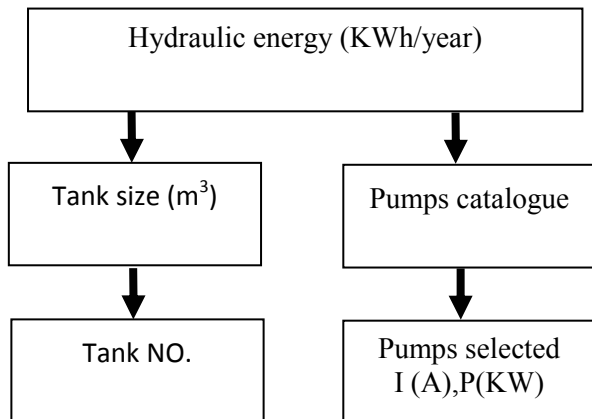 Hydraulic energy (KWh/year)
Tank size (m³)
Pumps catalogue
Tank NO.
Pumps selected
I (A),P(KW)